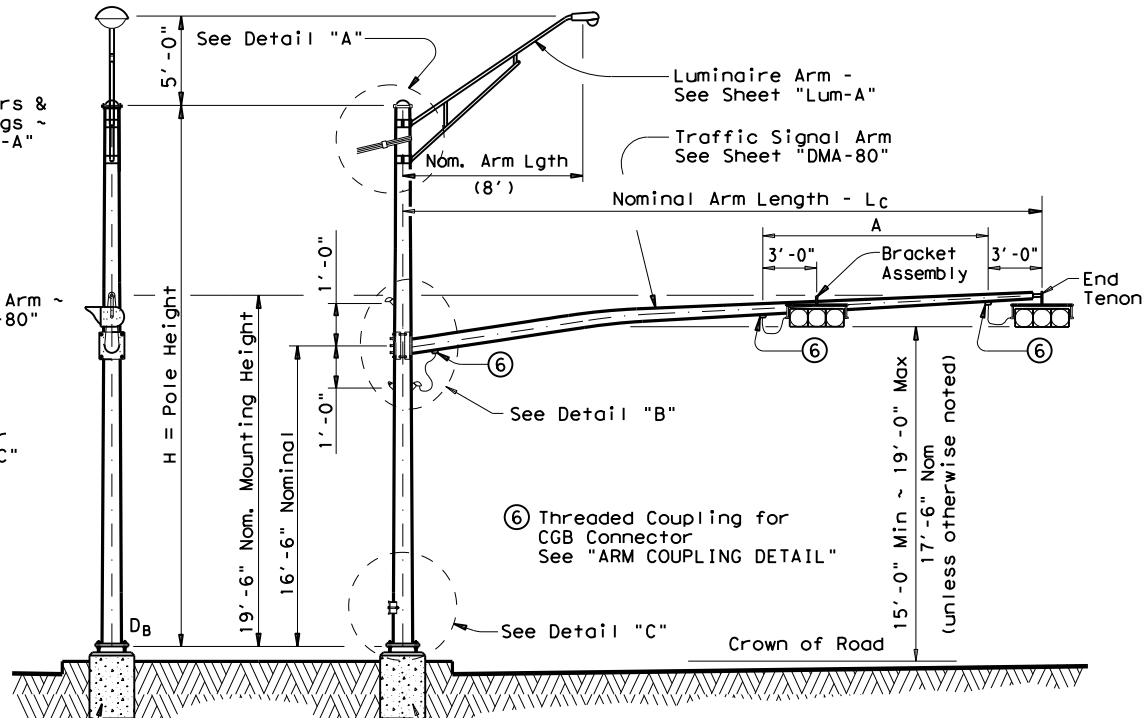 See Detail "A"
5'-0"
rs &
gs ~
-A"
Luminaire Arm -
See Sheet "Lum-A"
Traffic Signal Arm
See Sheet "DMA-80"
Nom. Arm Lgth
(8')
Nominal Arm Length - LC
A
3'-0"
Bracket
Assembly
3'-0"
End
Tenon
Arm ~
-80"
1'-0"
H = Pole Height
19'-6" Nom. Mounting Height
16'-6" Nominal
1'-0"
6
6
6
See Detail "B"
C"
15'-0" Min ~ 19'-0" Max
17'-6" Nom
(unless otherwise noted)
6 Threaded Coupling for
CGB Connector
See "ARM COUPLING DETAIL"
DB
See Detail "C"
Crown of Road